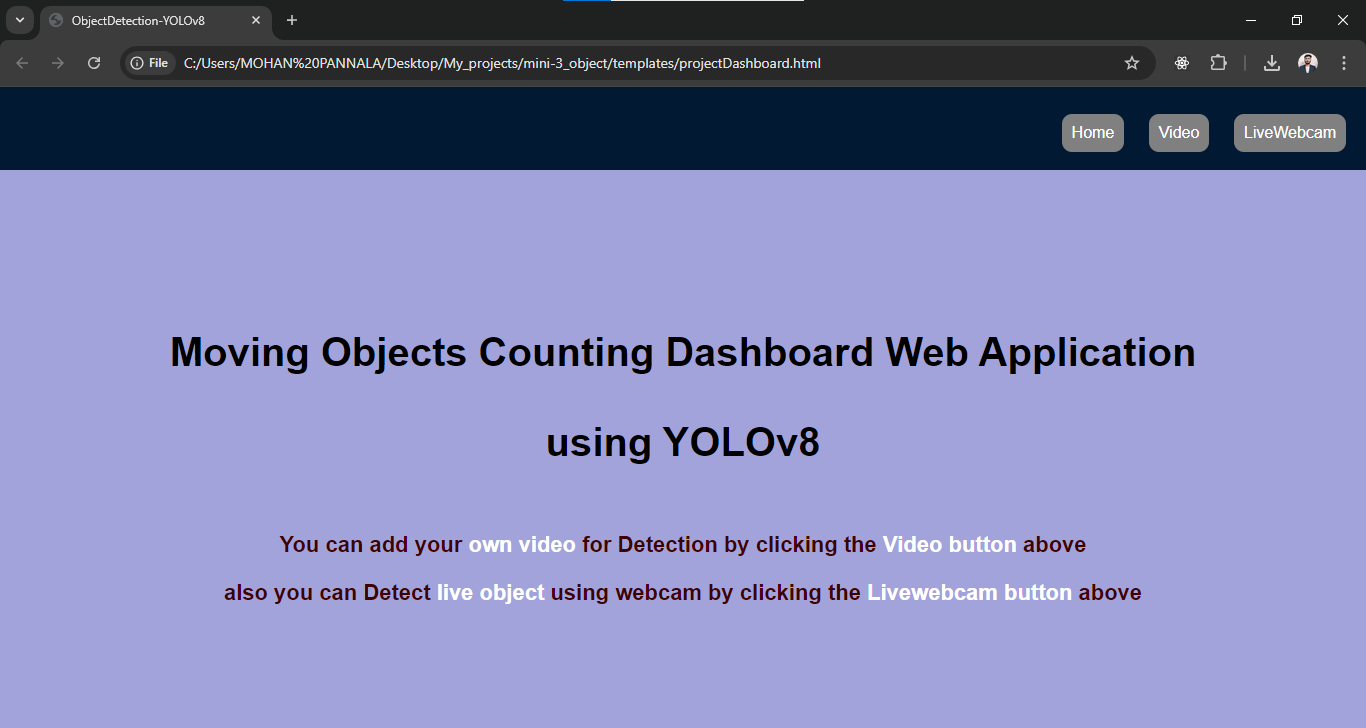 ObjectDetection-YOLOv8
File C:/Users/MOHAN%20PANNALA/Desktop/My_projects/mini-3_object/templates/projectDashboard.html
Home Video LiveWebcam
Moving Objects Counting Dashboard Web Application
using YOLOv8
You can add your own video for Detection by clicking the Video button above
also you can Detect live object using webcam by clicking the Livewebcam button above